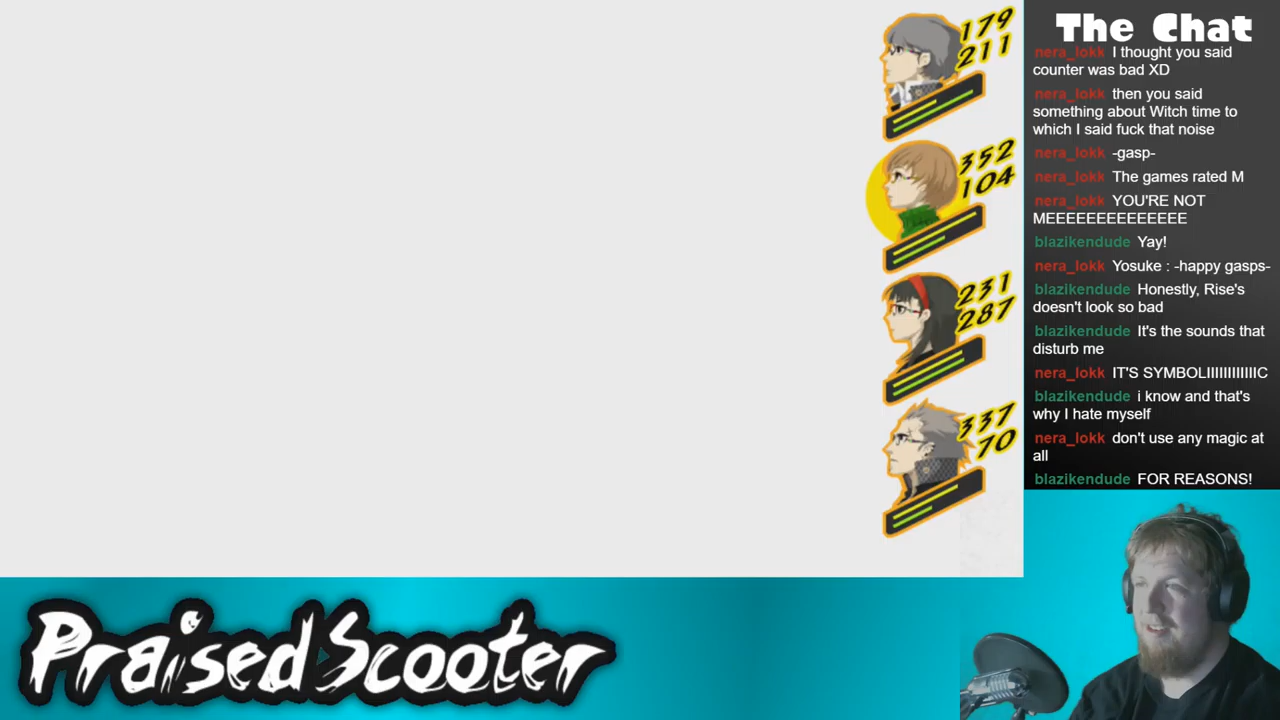 179
211
352
104
231
287
337
70
The Chat
nera_lokk I thought you said
counter was bad XD
nera_lokk then you said
something about Witch time to
which I said fuck that noise
nera_lokk -gasp-
nera_lokk The games rated M
nera_lokk YOU'RE NOT
MEEEEEEEEEEEEEE
blazikendude Yay!
nera_lokk Yosuke : -happy gasps-
blazikendude Honestly, Rise's
doesn't look so bad
blazikendude It's the sounds that
disturb me
nera_lokk IT'S SYMBOLIIIIIIIIIIIIC
blazikendude i know and that's
why I hate myself
nera_lokk don't use any magic at
all
blazikendude FOR REASONS!
PraisedScooter